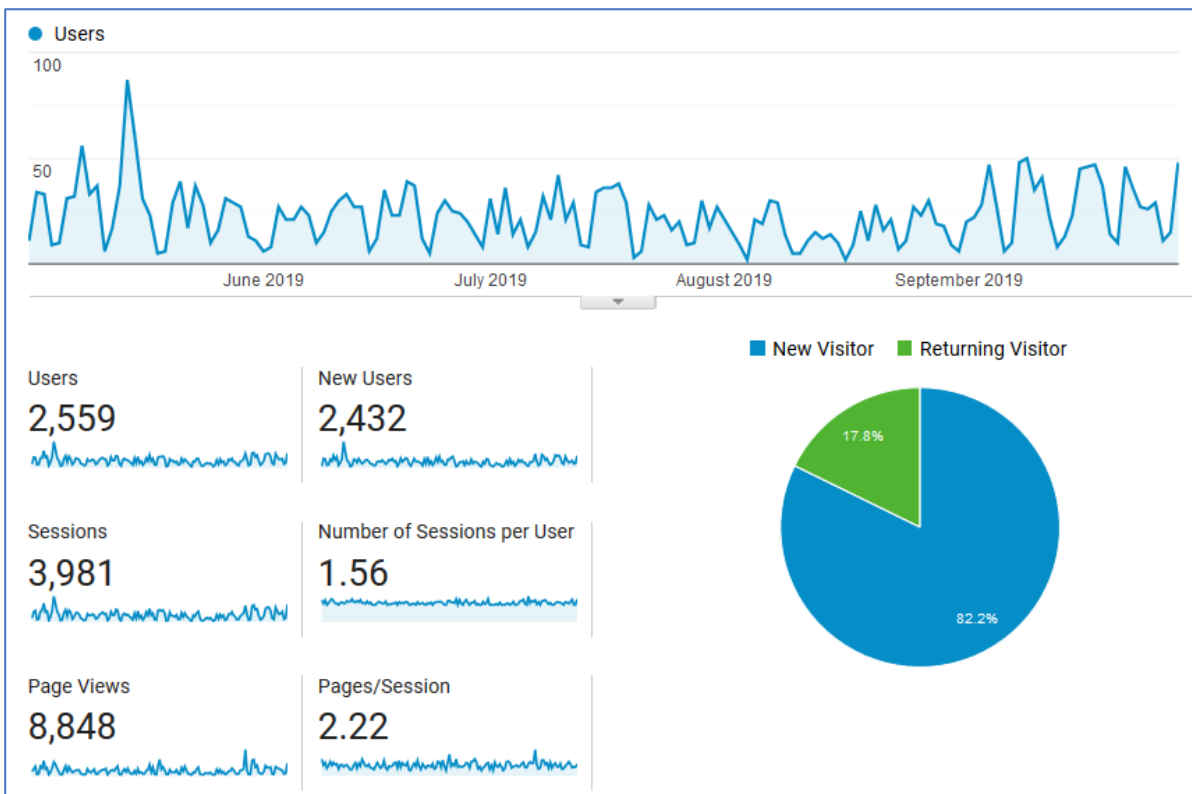 Users
100
50
June 2019 July 2019 August 2019 September 2019
New Visitor Returning Visitor
Users New Users
2,559 2,432
17.8%
Sessions Number of Sessions per User
3,981 1.56
82.2%
Page Views Pages/Session
8,848 2.22